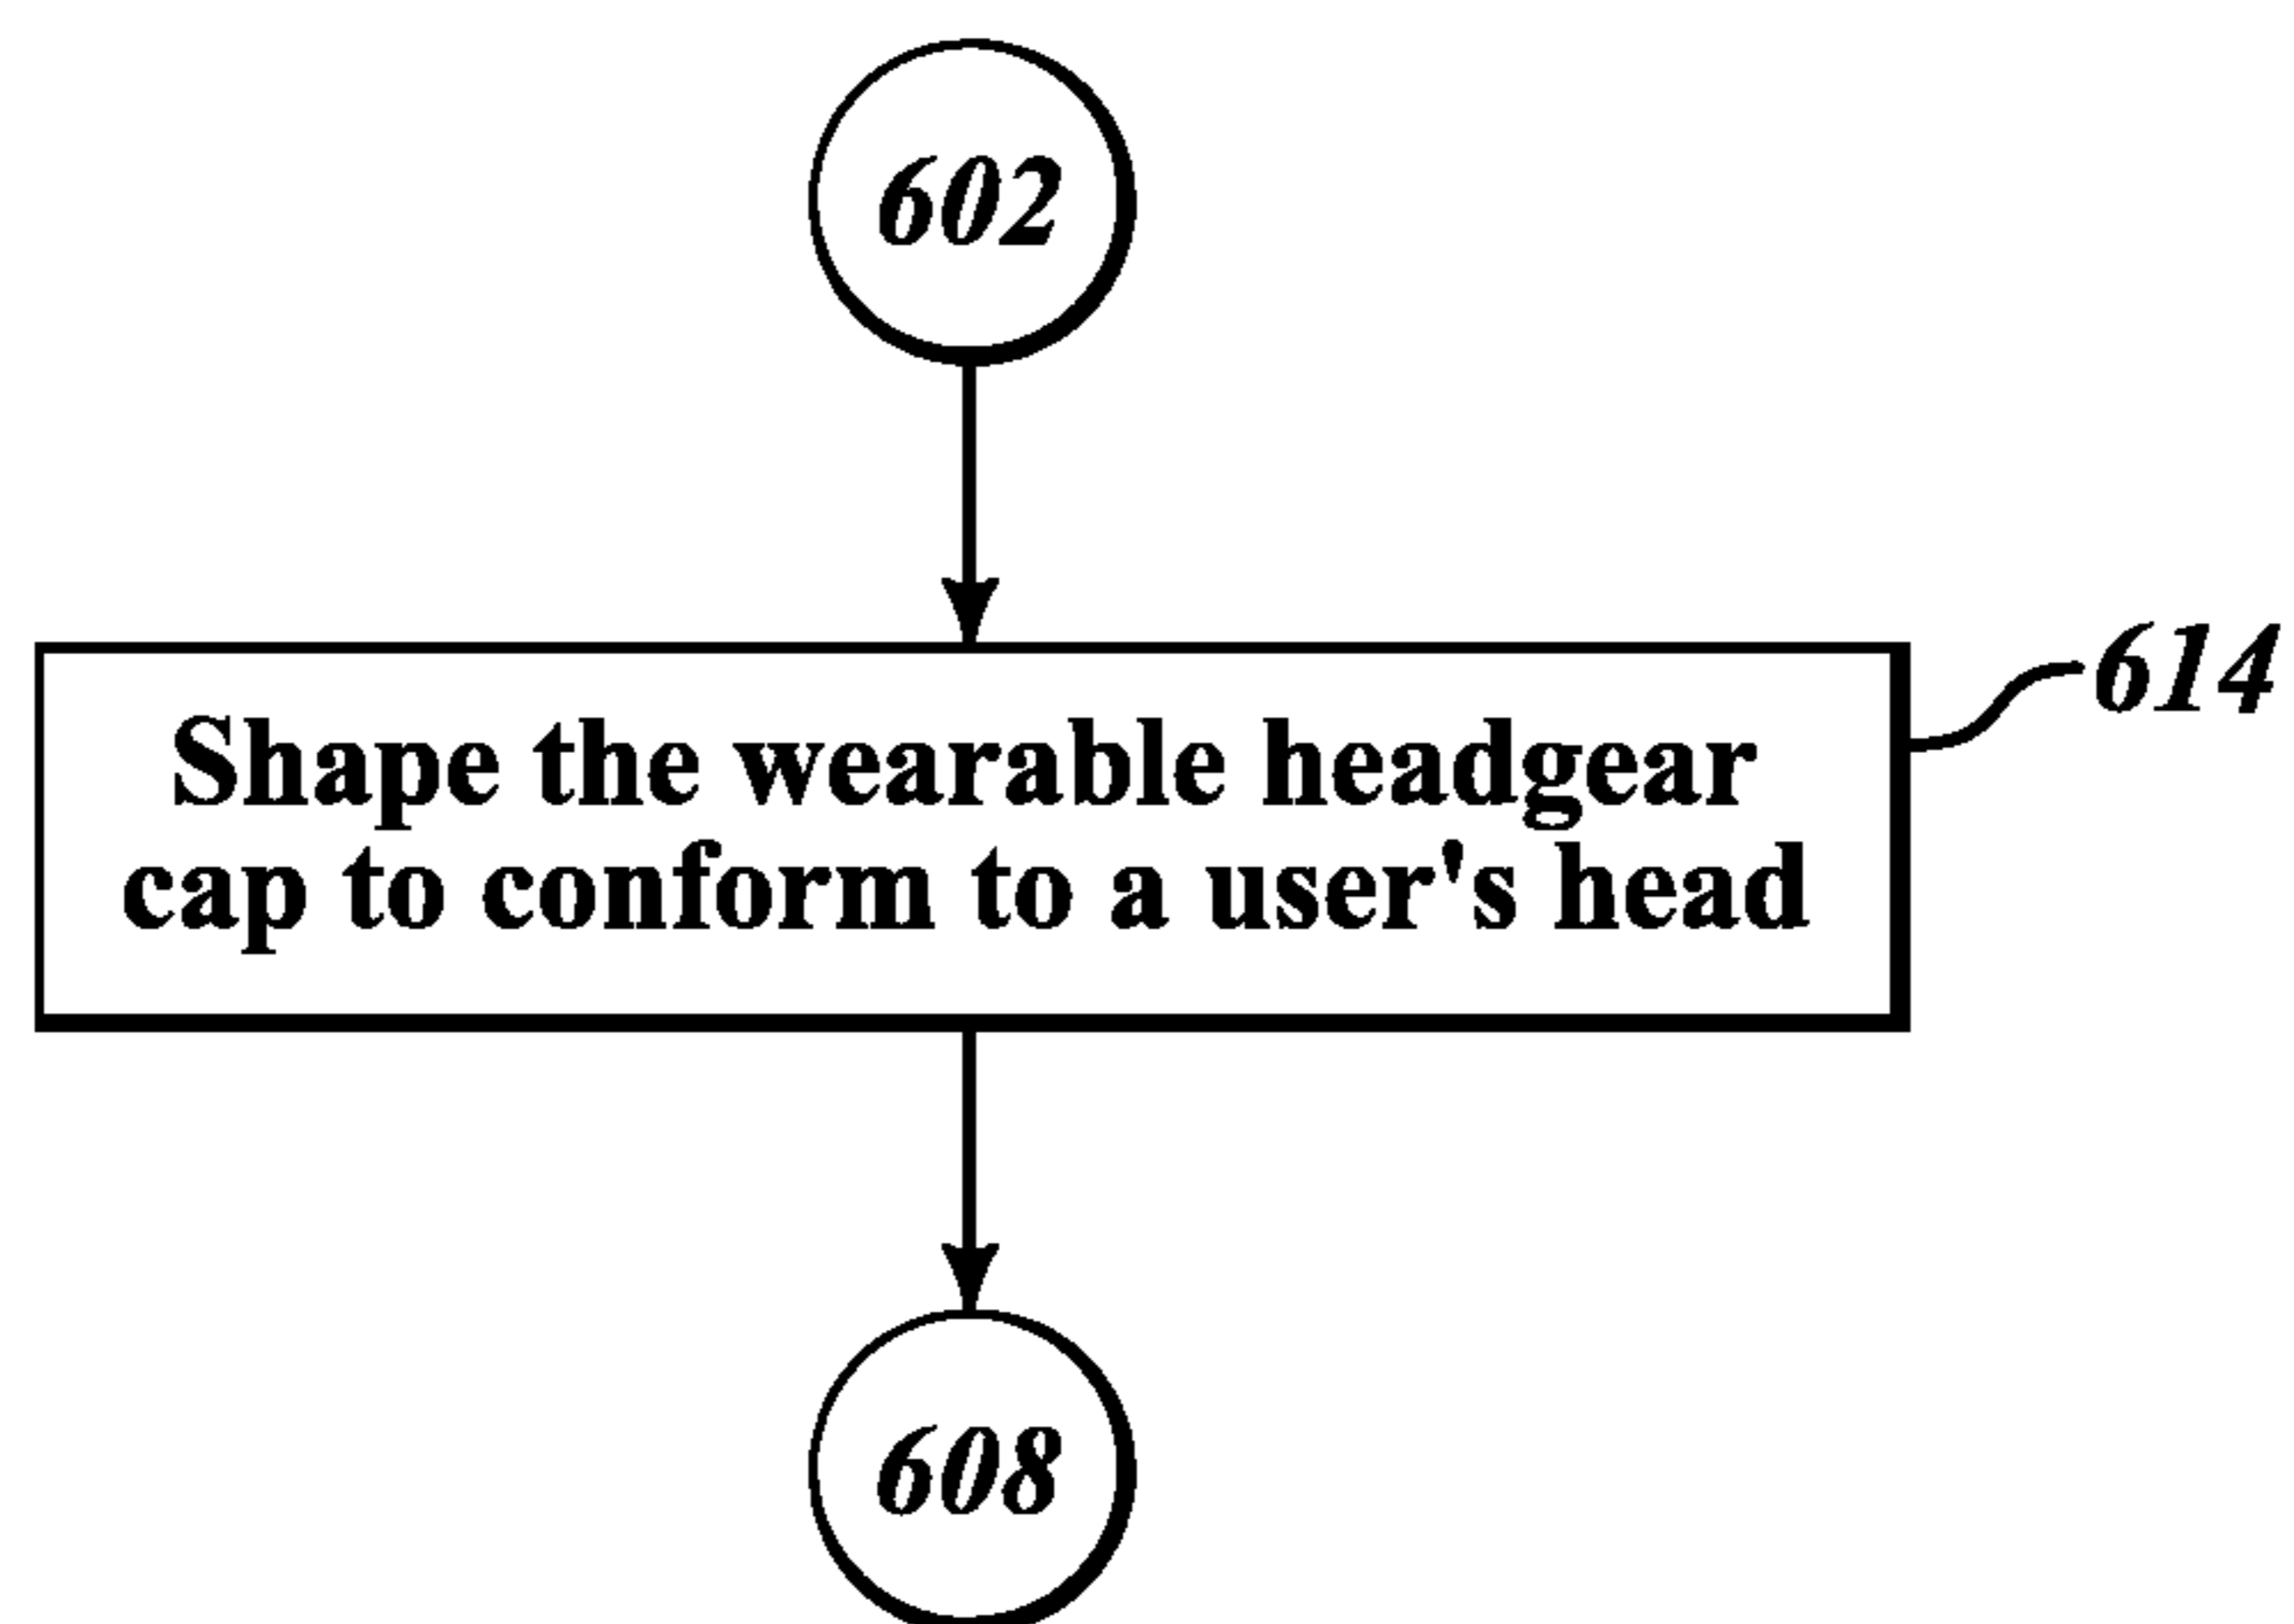 602
614
Shape the wearable headgear
cap to conform to a user's head
608